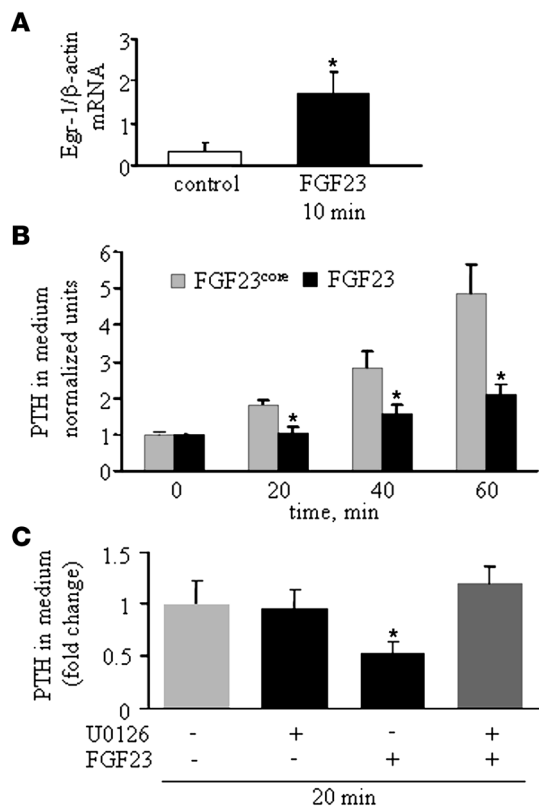 A
Egr-1/β-actin
mRNA
3
2
1
0
*
control
FGF23
10 min
B
PTH in medium
normalized units
6
5
4
3
2
1
0
FGF23core
FGF23
*
*
*
0
20
40
60
time, min
C
PTH in medium
(fold change)
1.5
1
0.5
0
*
U0126 - + - +
FGF23 - - + +
20 min